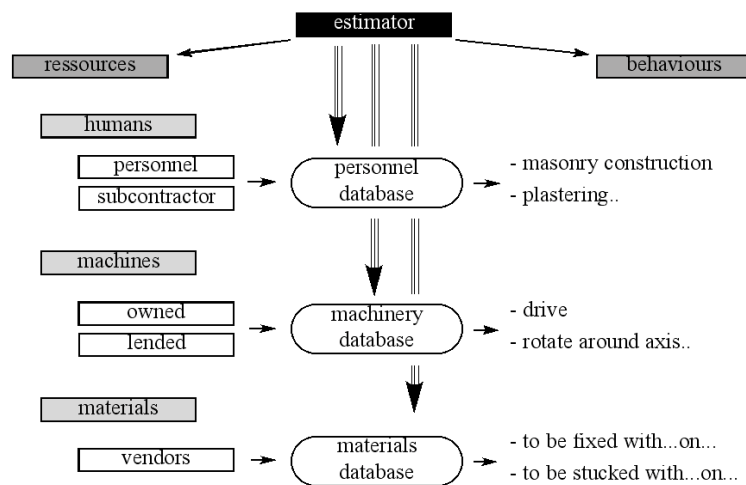 estimator
ressources
behaviours
humans
personnel
subcontractor
personnel
database
- masonry construction
- plastering..
machines
owned
lended
machinery
database
- drive
- rotate around axis..
materials
vendors
materials
database
- to be fixed with...on...
- to be stucked with...on...